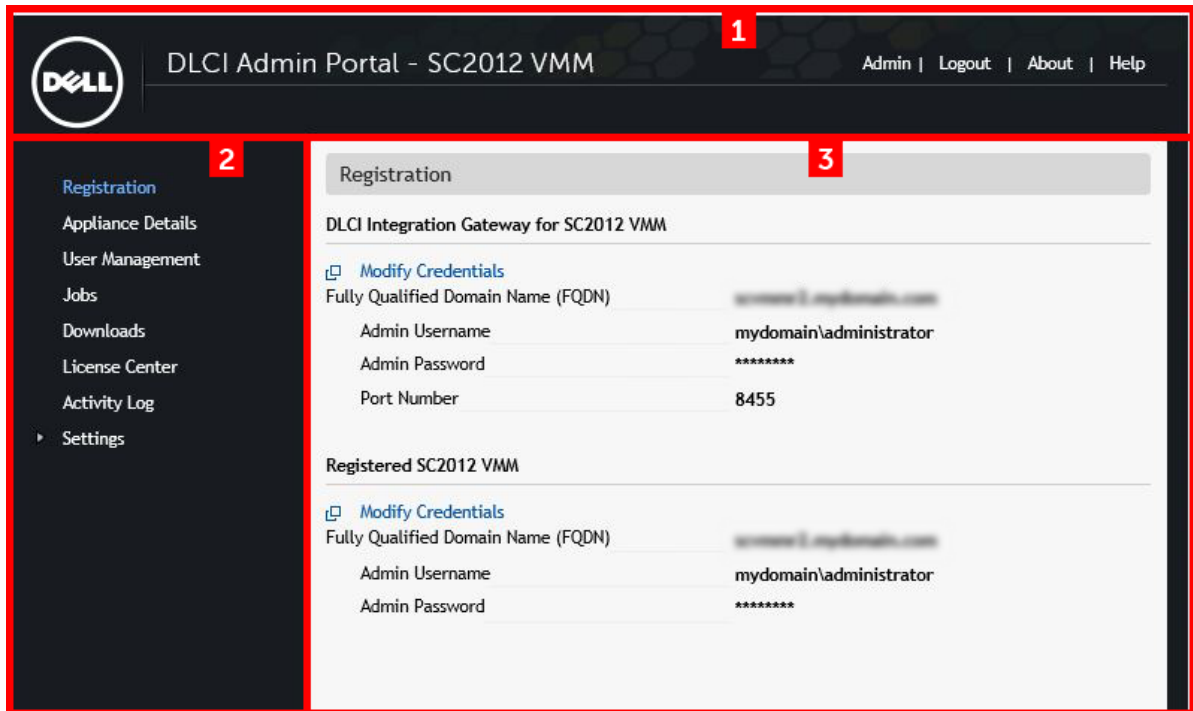 1
DELL
DLCI Admin Portal - SC2012 VMM
Admin | Logout | About | Help
2
Registration
Appliance Details
User Management
Jobs
Downloads
License Center
Activity Log
Settings
3
Registration
DLCI Integration Gateway for SC2012 VMM
Modify Credentials
Fully Qualified Domain Name (FQDN)
Admin Username mydomain\administrator
Admin Password ********
Port Number 8455
Registered SC2012 VMM
Modify Credentials
Fully Qualified Domain Name (FQDN)
Admin Username mydomain\administrator
Admin Password ********